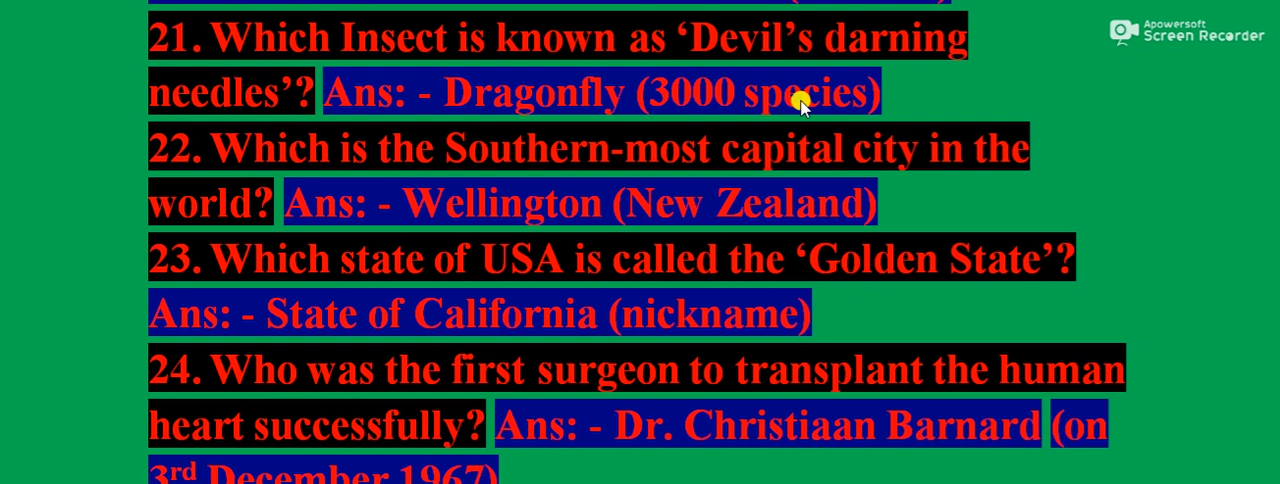 Apowersoft
Screen Recorder
21. Which Insect is known as ‘Devil’s darning
needles’? Ans: - Dragonfly (3000 species)
22. Which is the Southern-most capital city in the
world? Ans: - Wellington (New Zealand)
23. Which state of USA is called the ‘Golden State’?
Ans: - State of California (nickname)
24. Who was the first surgeon to transplant the human
heart successfully? Ans: - Dr. Christiaan Barnard (on
3rd December 1967)